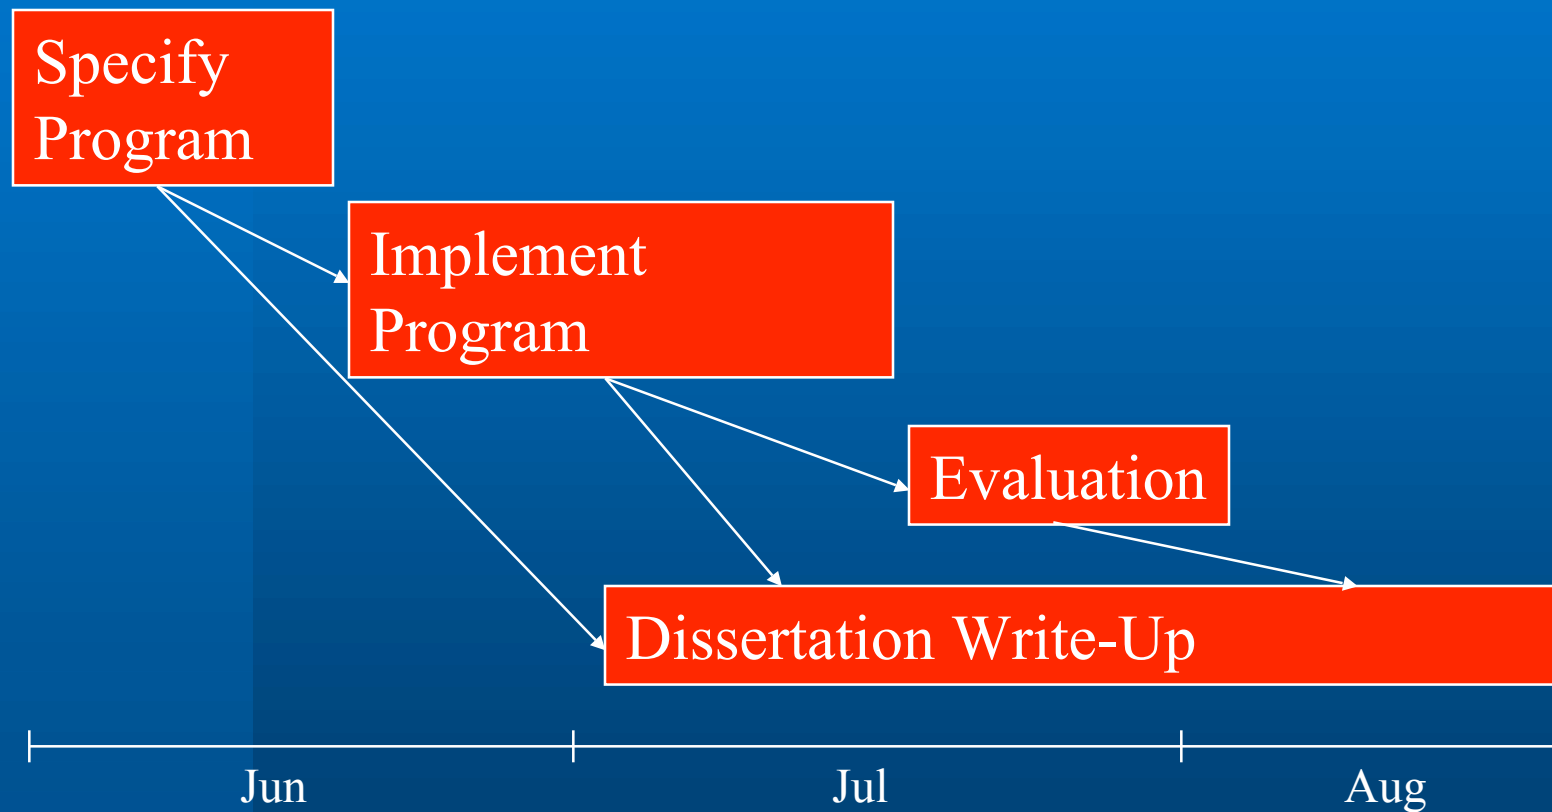 Specify
Program
Implement
Program
Evaluation
Dissertation Write-Up
Jun
Jul
Aug